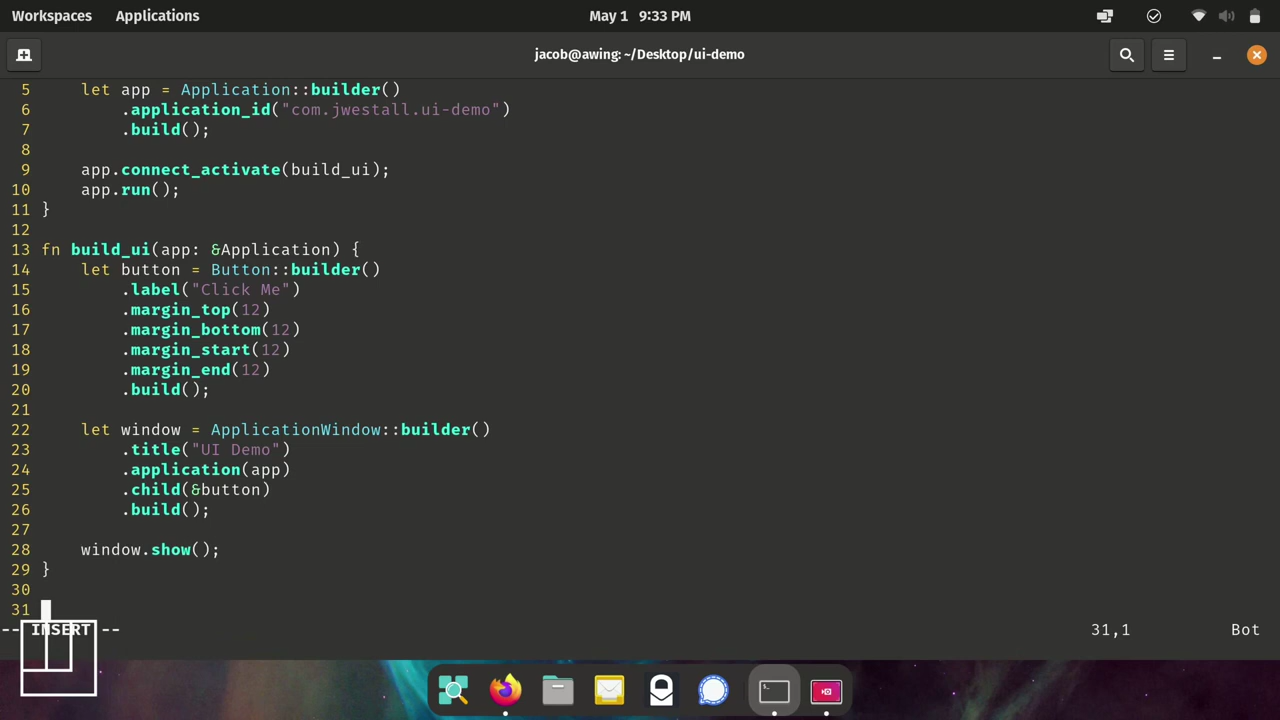 Workspaces Applications May 1 9:33 PM
jacob@awing: ~/Desktop/ui-demo
5 let app = Application::builder()
6 .application_id("com.jwestall.ui-demo")
7 .build();
8
9 app.connect_activate(build_ui);
10 app.run();
11 }
12
13 fn build_ui(app: &Application) {
14 let button = Button::builder()
15 .label("Click Me")
16 .margin_top(12)
17 .margin_bottom(12)
18 .margin_start(12)
19 .margin_end(12)
20 .build();
21
22 let window = ApplicationWindow::builder()
23 .title("UI Demo")
24 .application(app)
25 .child(&button)
26 .build();
27
28 window.show();
29 }
30
31
-- INSERT -- 31,1 Bot